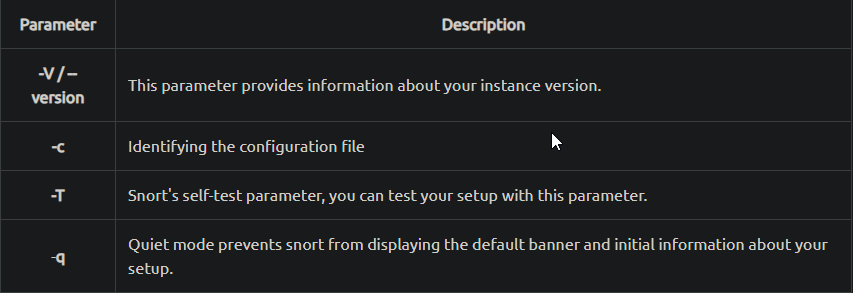 Parameter Description
-V / –
version
This parameter provides information about your instance version.
-c Identifying the configuration file
-T Snort's self-test parameter, you can test your setup with this parameter.
-q
Quiet mode prevents snort from displaying the default banner and initial information about your
setup.